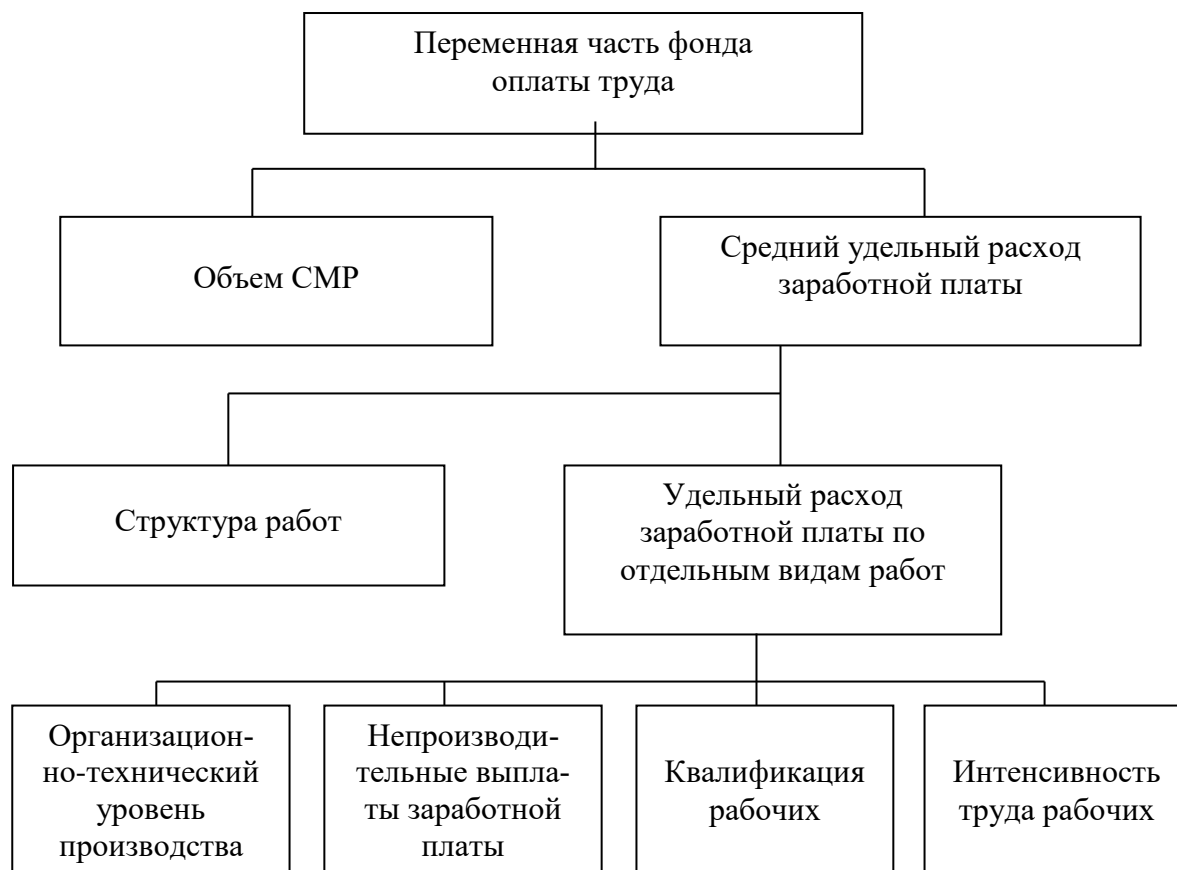 Переменная часть фонда
оплаты труда
Объем СМР
Средний удельный расход
заработной платы
Структура работ
Удельный расход
заработной платы по
отдельным видам работ
Организацион-
но-технический
уровень
производства
Непроизводи-
тельные выпла-
ты заработной
платы
Квалификация
рабочих
Интенсивность
труда рабочих